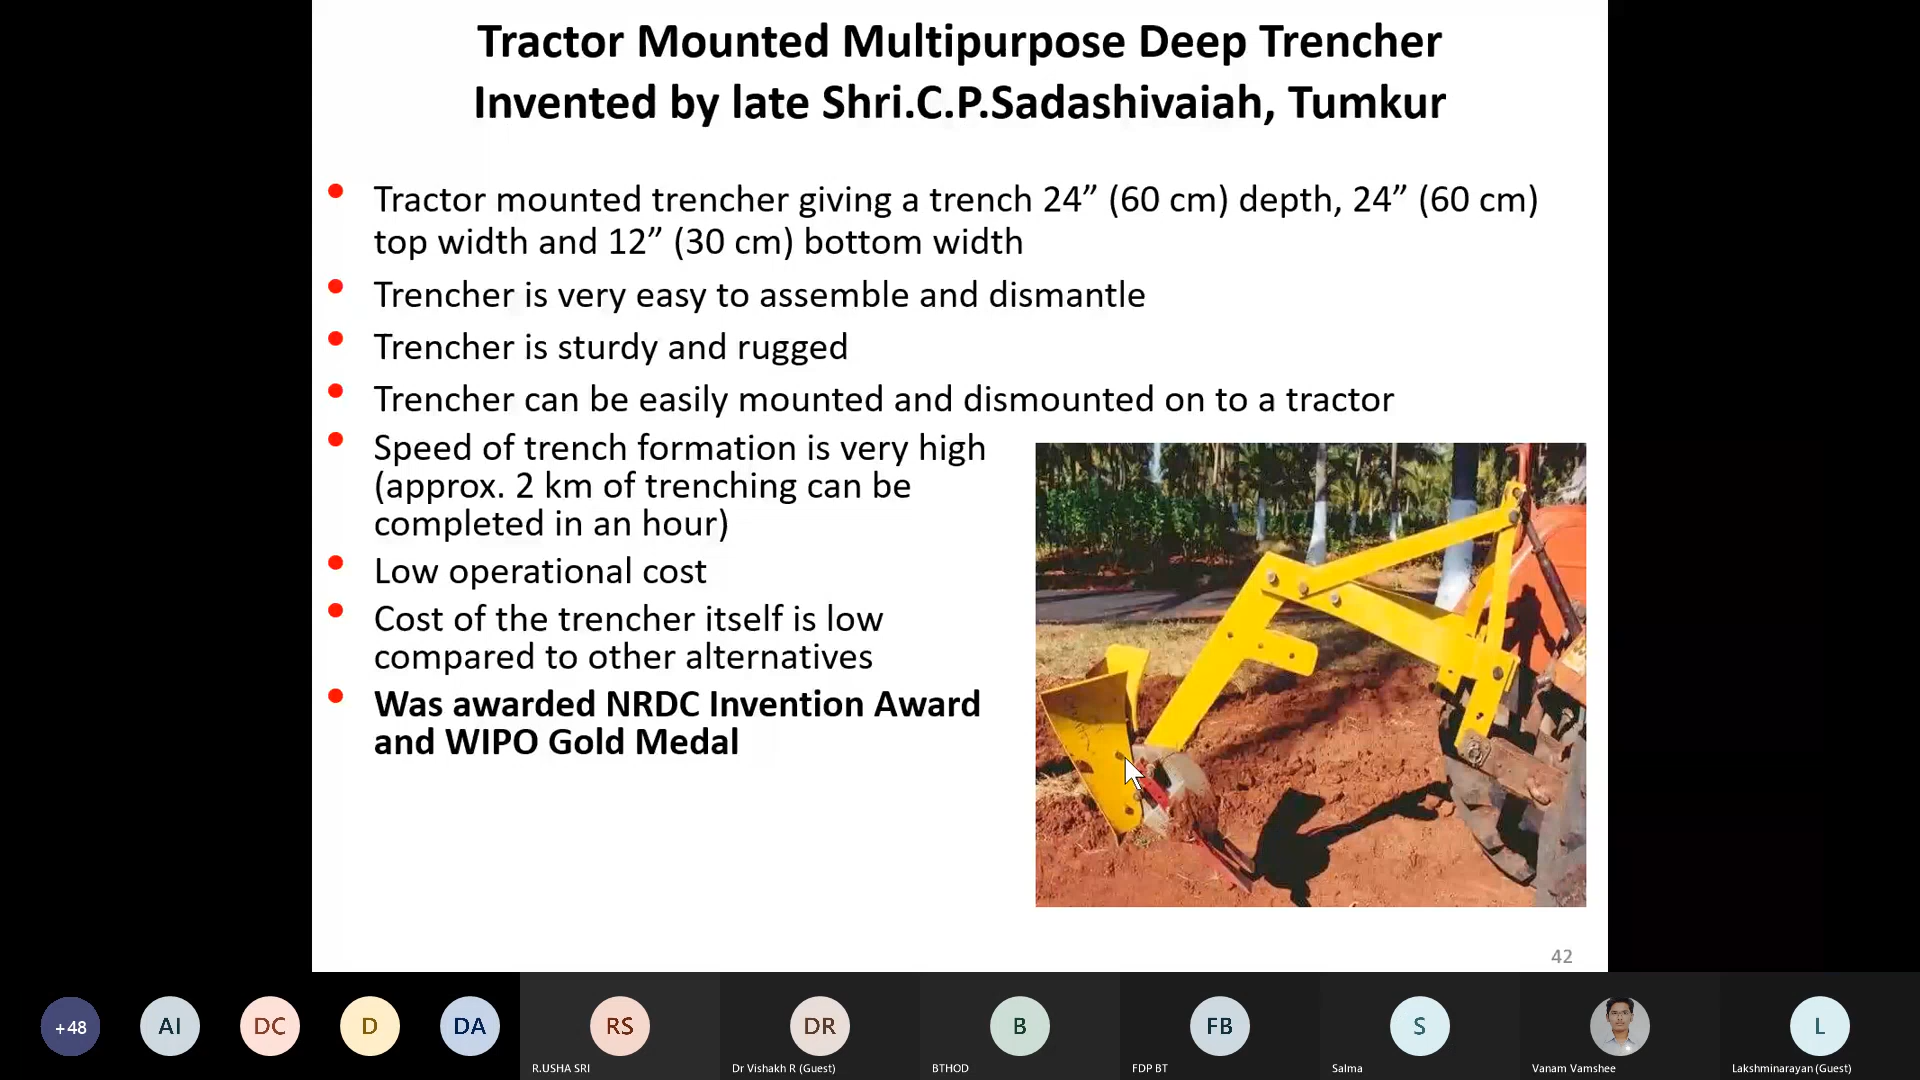 Tractor Mounted Multipurpose Deep Trencher
Invented by late Shri.C.P.Sadashivaiah, Tumkur
Tractor mounted trencher giving a trench 24” (60 cm) depth, 24” (60 cm)
top width and 12” (30 cm) bottom width
Trencher is very easy to assemble and dismantle
Trencher is sturdy and rugged
Trencher can be easily mounted and dismounted on to a tractor
Speed of trench formation is very high
(approx. 2 km of trenching can be
completed in an hour)
Low operational cost
Cost of the trencher itself is low
compared to other alternatives
Was awarded NRDC Invention Award
and WIPO Gold Medal
42
+48 AI DC D DA RS DR B FB S L
R.USHA SRI Dr Vishakh R (Guest) BTHOD FDP BT Salma Vanam Vamshee Lakshminarayan (Guest)